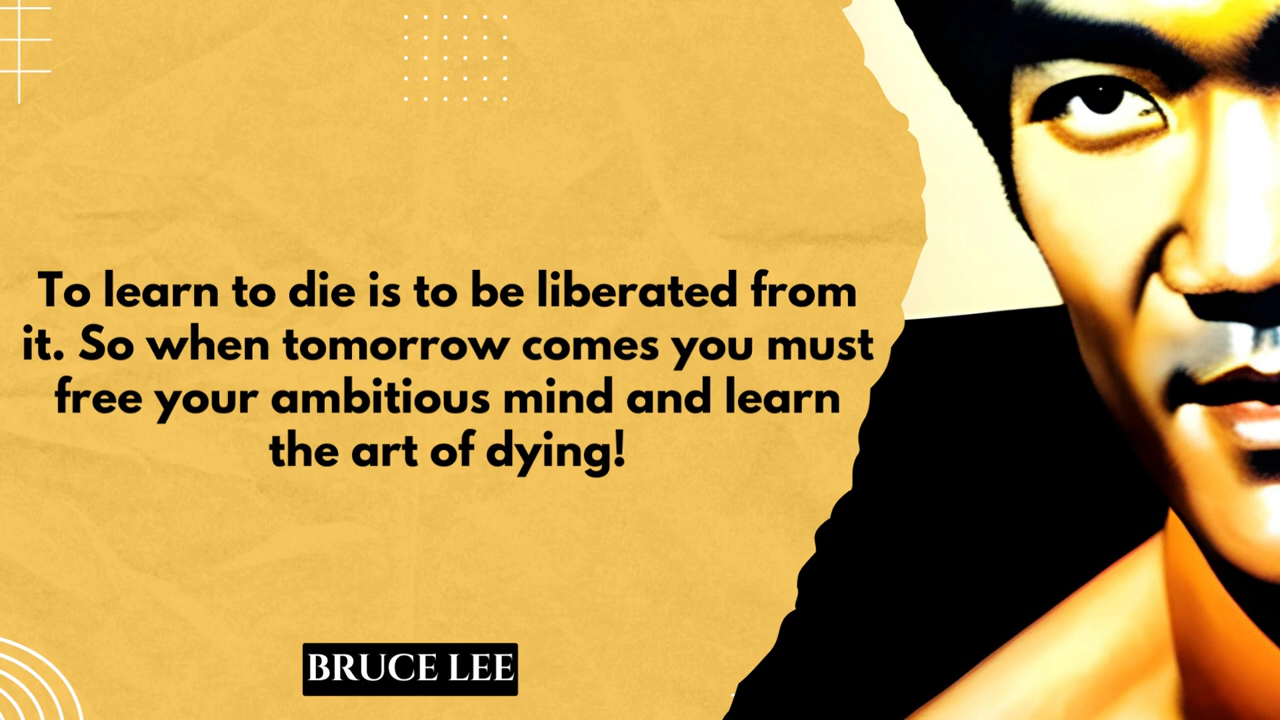 To learn to die is to be liberated from
it. So when tomorrow comes you must
free your ambitious mind and learn
the art of dying!
BRUCE LEE